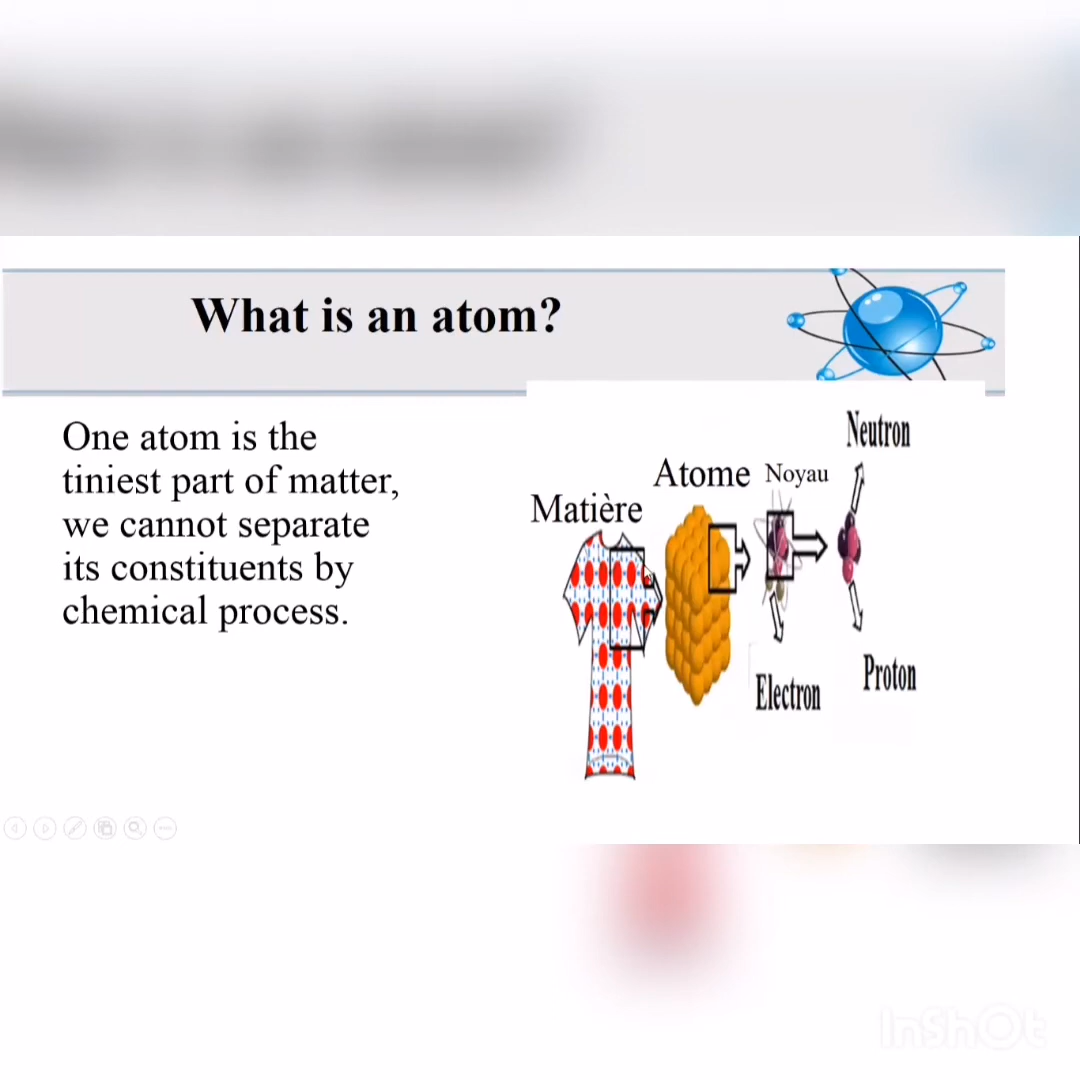 What is an atom?
One atom is the
tiniest part of matter,
we cannot separate
its constituents by
chemical process.
Neutron
Atome
Noyau
Matière
Electron
Proton
InShOt